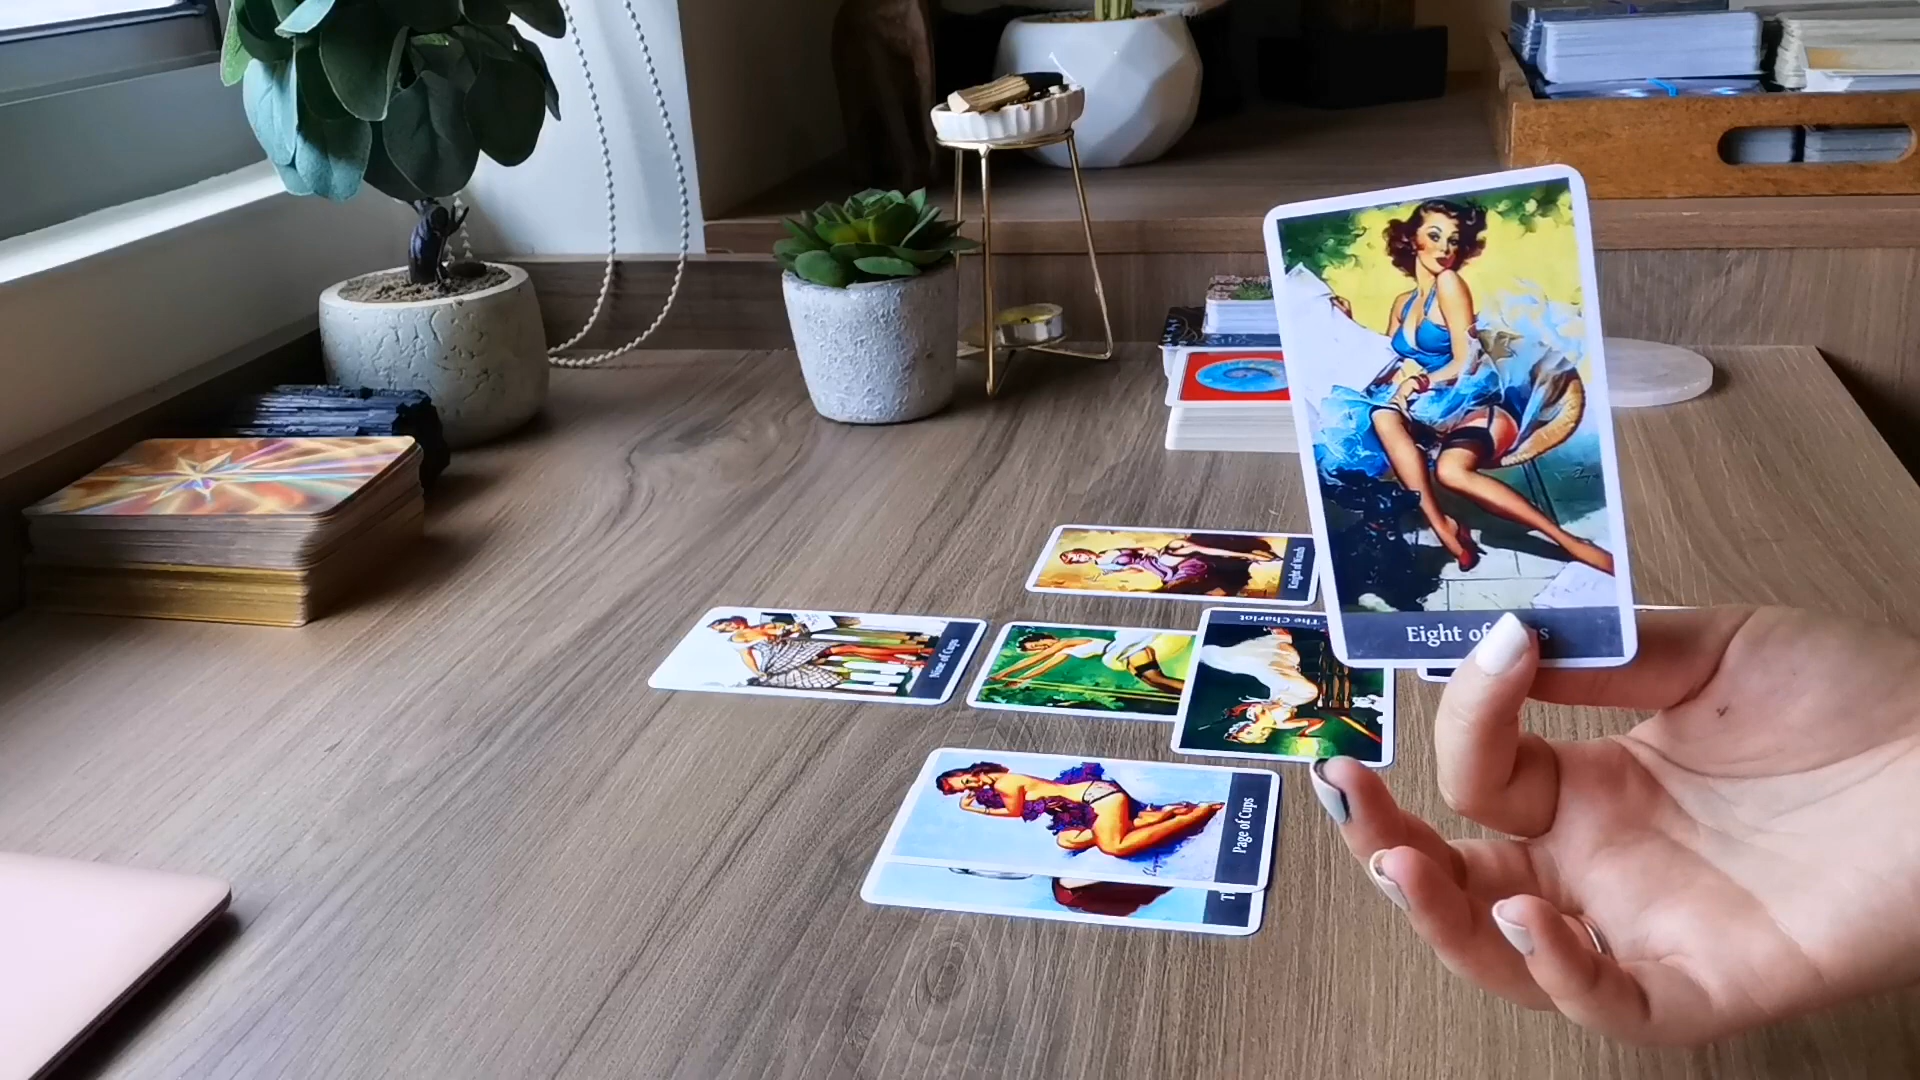 Eight of
Knight of Wands
The Chariot
Nine of Cups
Page of Cups